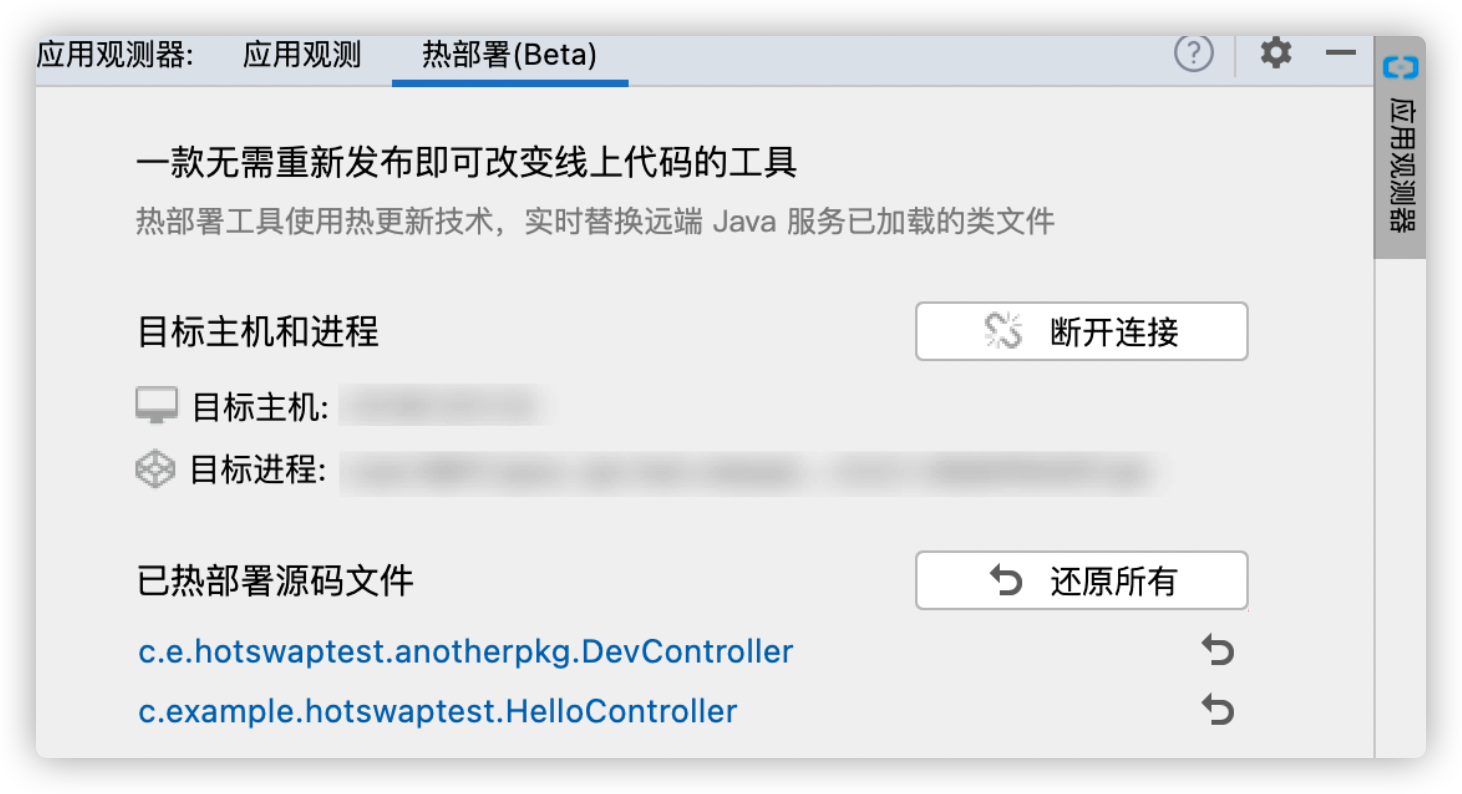 应用观测器: 应用观测 热部署(Beta)
应用观测器
一款无需重新发布即可改变线上代码的工具
热部署工具使用热更新技术，实时替换远端 Java 服务已加载的类文件
目标主机和进程 断开连接
目标主机:
目标进程:
已热部署源码文件 还原所有
c.e.hotswaptest.anotherpkg.DevController
c.example.hotswaptest.HelloController